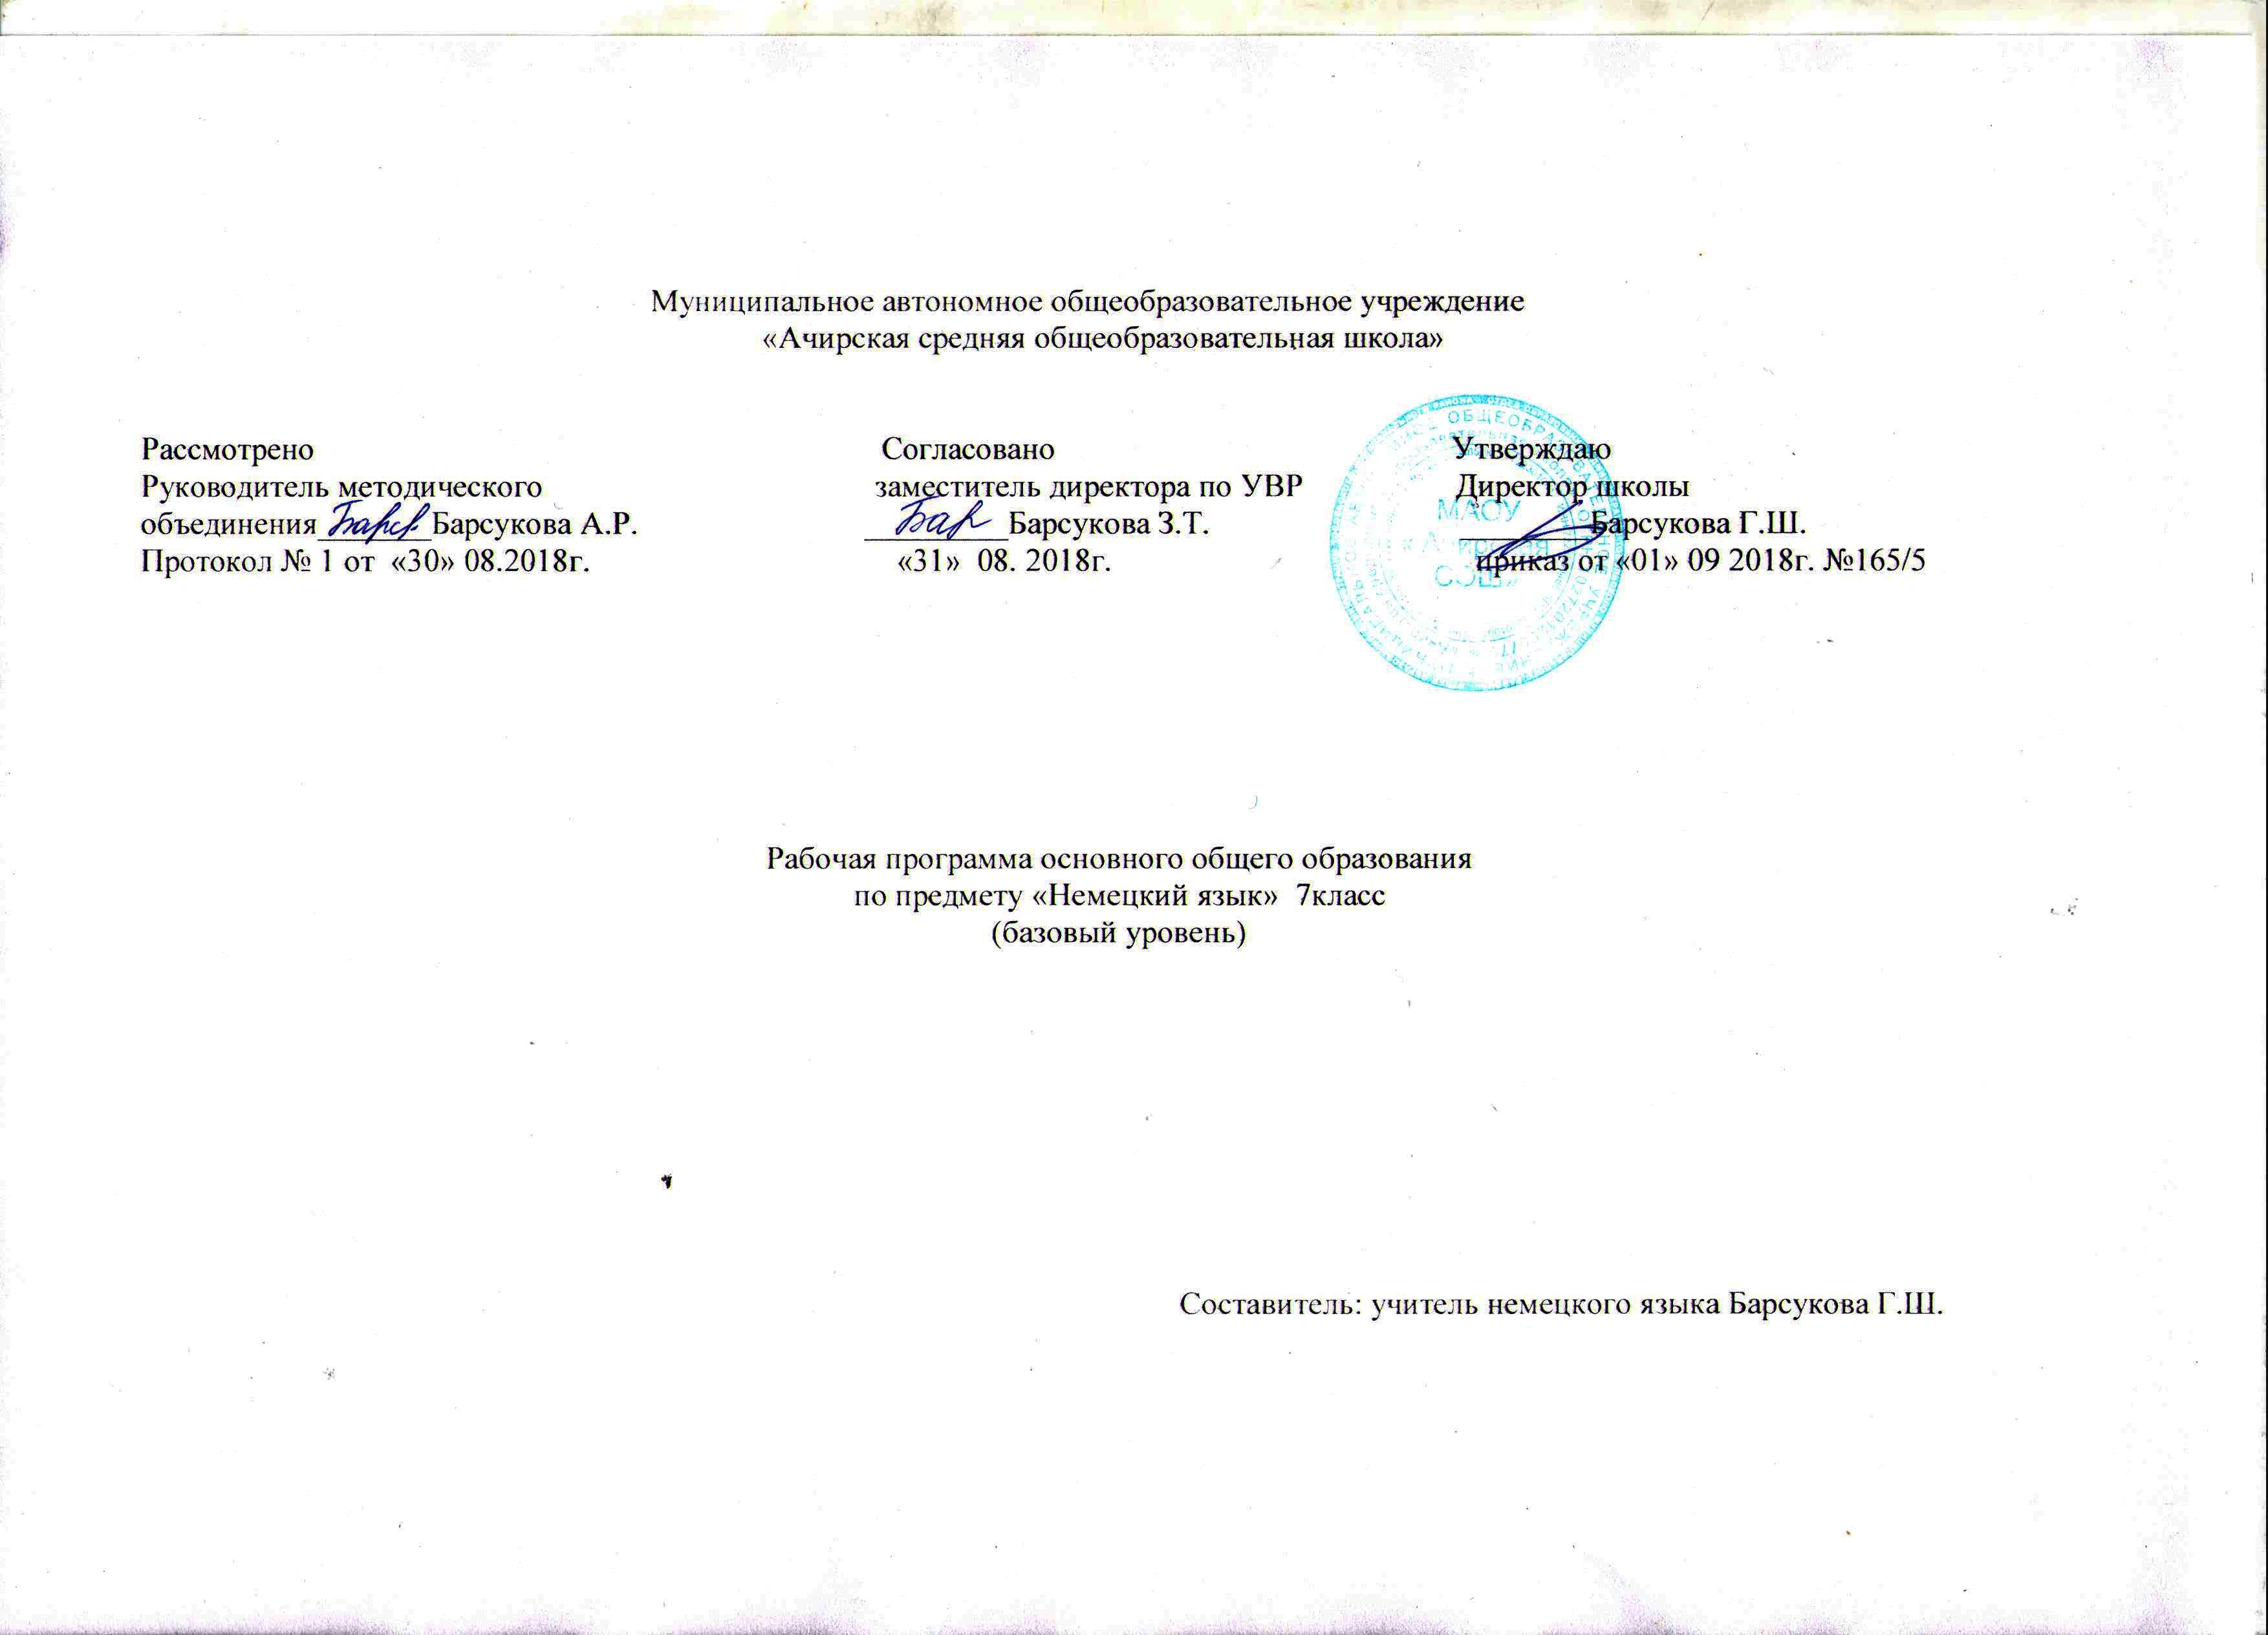 Муниципальное автономное общеобразовательное учреждение
«Ачирская средняя общеобразовательная школа»
Рассмотрено
Руководитель методического
объединения Барсукова А.Р.
Протокол № 1 от «30» 08.2018г.
Согласовано
заместитель директора по УВР
Барсукова З.Т.
«31» 08. 2018г.
Утверждаю
Директор школы
Барсукова Г.Ш.
приказ от «01» 09 2018г. №165/5
МАОУ
«Ачирская
СОШ»
Рабочая программа основного общего образования
по предмету «Немецкий язык» 7класс
(базовый уровень)
Составитель: учитель немецкого языка Барсукова Г.Ш.